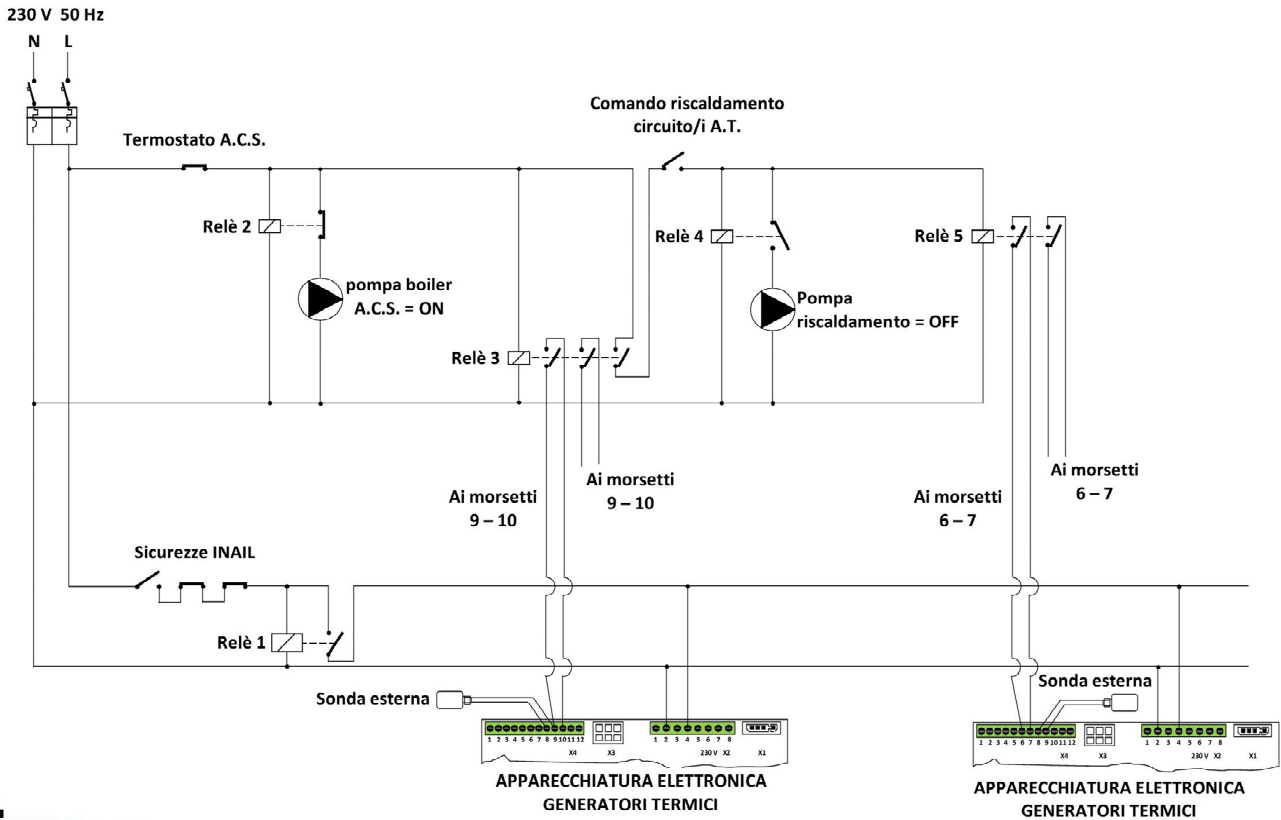 230 V 50 Hz
N L
Termostato A.C.S.
Comando riscaldamento
circuito/i A.T.
Relè 2
pompa boiler
A.C.S. = ON
Relè 3
Relè 4
Pompa
riscaldamento = OFF
Relè 5
Ai morsetti
9 – 10
Ai morsetti
9 – 10
Ai morsetti
6 – 7
Ai morsetti
6 – 7
Sicurezze INAIL
Relè 1
Sonda esterna
Sonda esterna
1 2 3 4 5 6 7 8 9 10 11 12
X4
X3
1 2 3 4 5 6 7 8
230 V X2
X1
APPARECCHIATURA ELETTRONICA
GENERATORI TERMICI
1 2 3 4 5 6 7 8 9 10 11 12
X4
X3
1 2 3 4 5 6 7 8
230 V X2
X1
APPARECCHIATURA ELETTRONICA
GENERATORI TERMICI